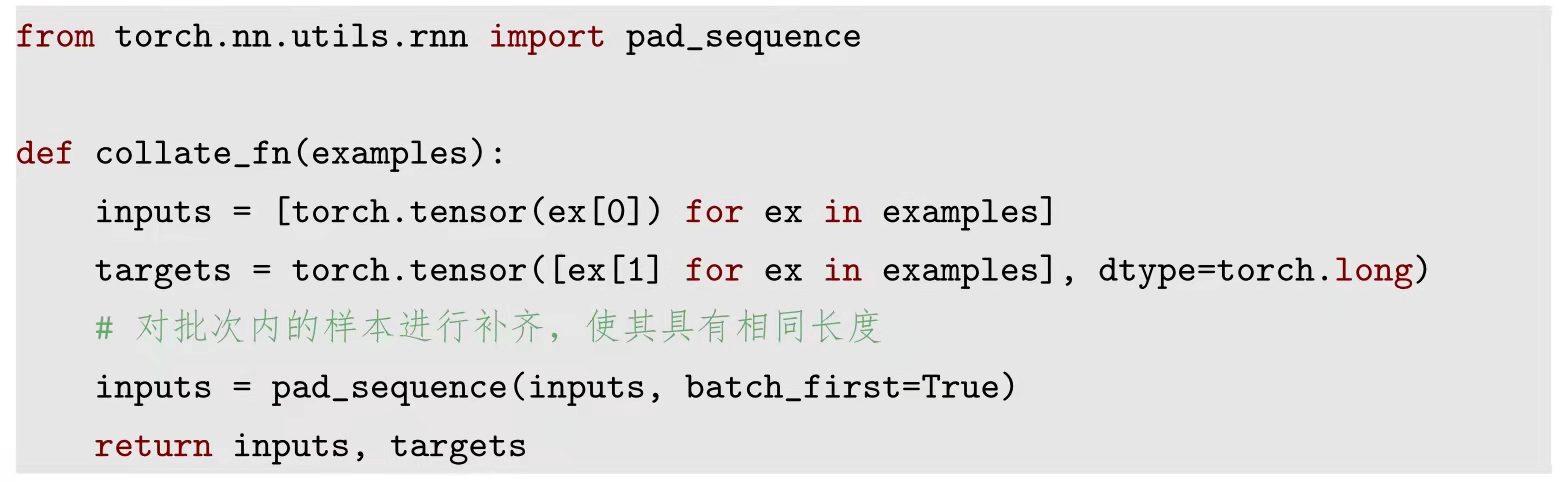 from torch.nn.utils.rnn import pad_sequence
def collate_fn(examples):
    inputs = [torch.tensor(ex[0]) for ex in examples]
    targets = torch.tensor([ex[1] for ex in examples], dtype=torch.long)
    # 对批次内的样本进行补齐，使其具有相同长度
    inputs = pad_sequence(inputs, batch_first=True)
    return inputs, targets